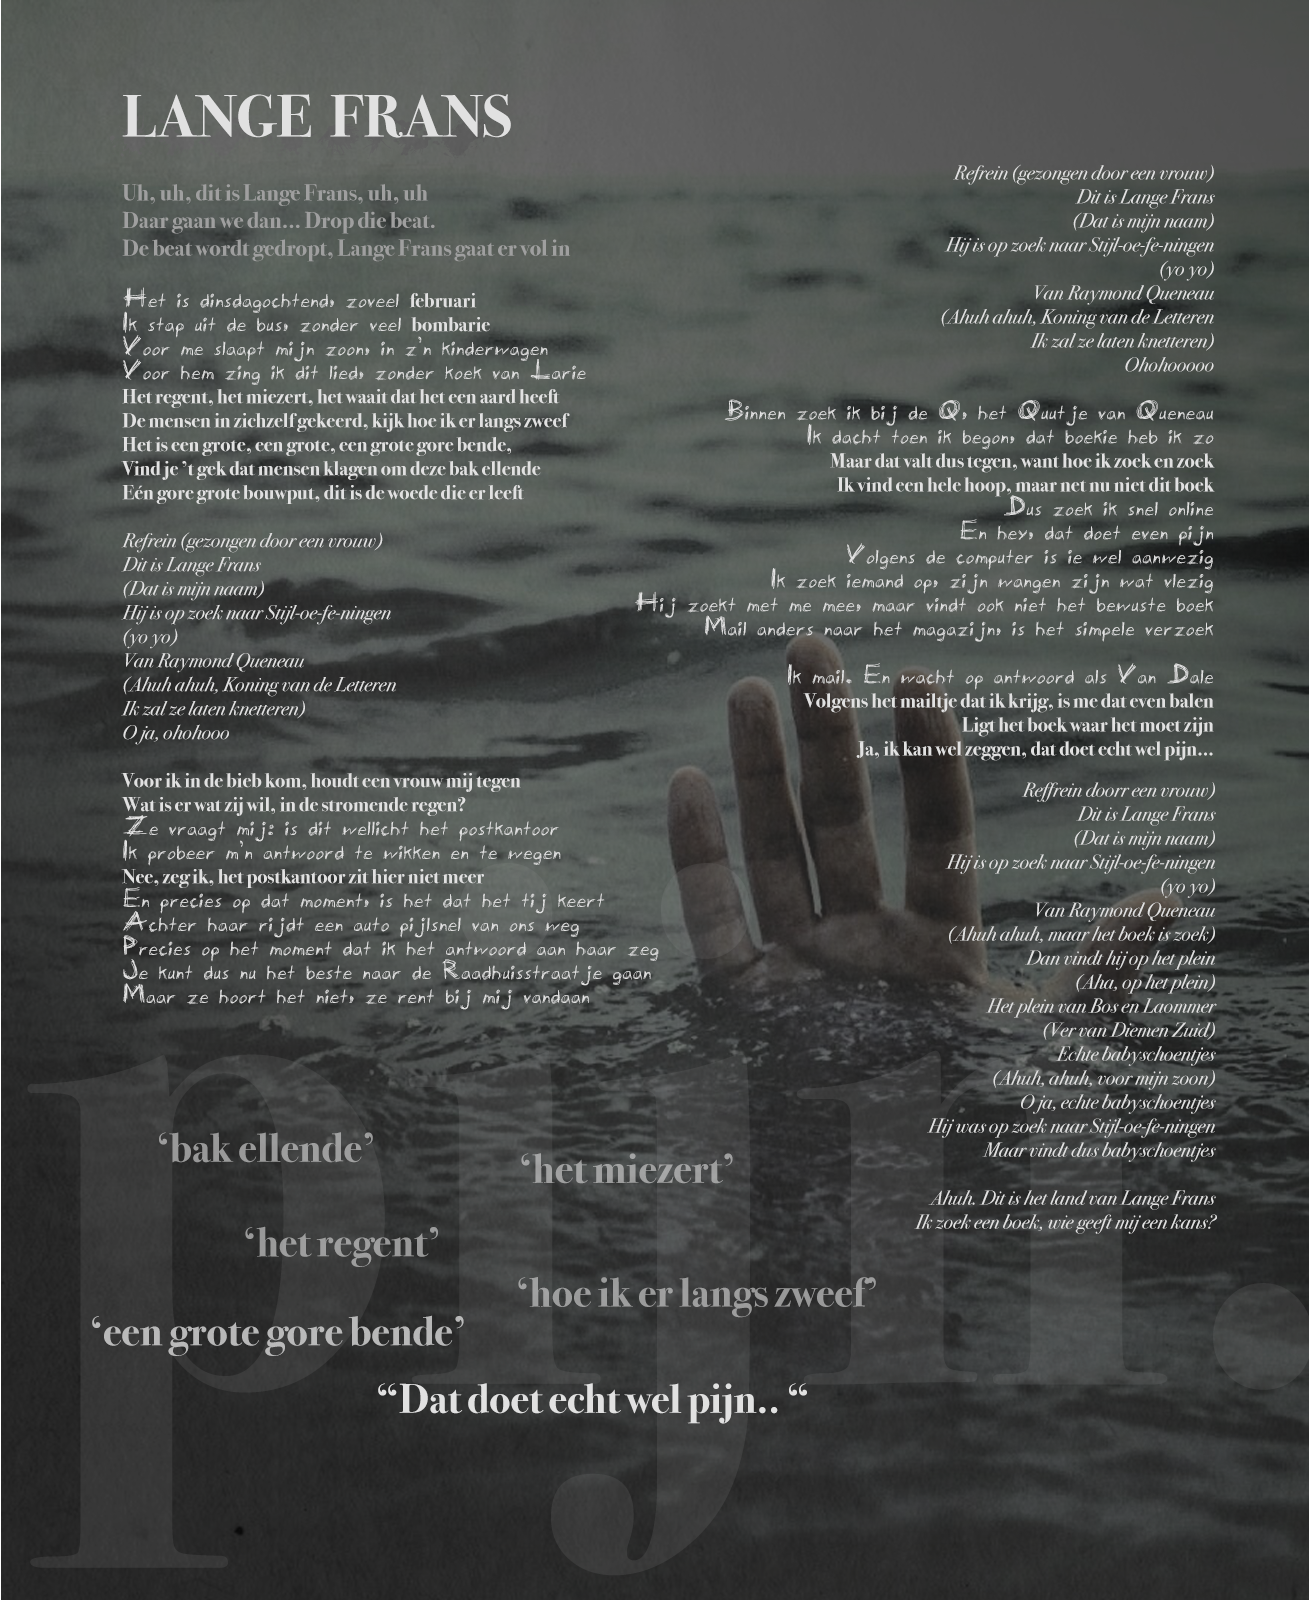 LANGE FRANS
Uh, uh, dit is Lange Frans, uh, uh
Daar gaan we dan... Drop die beat.
De beat wordt gedropt, Lange Frans gaat er vol in
Het is dinsdagochtend, zoveel februari
Ik stap uit de bus, zonder veel bombarie
Voor me slaapt mijn zoon, in z'n kinderwagen
Voor hem zing ik dit lied, zonder koek van Larie
Het regent, het miezert, het waait dat het een aard heeft
De mensen in zichzelf gekeerd, kijk hoe ik er langs zweef
Het is een grote, een grote, een grote gore bende,
Vind je 't gek dat mensen klagen om deze bak ellende
Eén gore grote bouwput, dit is de woede die er leeft
Refrein (gezongen door een vrouw)
Dit is Lange Frans
(Dat is mijn naam)
Hij is op zoek naar Stijl-oe-fe-ningen
(yo yo)
Van Raymond Queneau
(Ahuh ahuh, Koning van de Letteren
Ik zal ze laten knetteren)
O ja, ohohooo
Voor ik in de bieb kom, houdt een vrouw mij tegen
Wat is er wat zij wil, in de stromende regen?
Ze vraagt mij: is dit wellicht het postkantoor
Ik probeer m'n antwoord te wikken en te wegen
Nee, zeg ik, het postkantoor zit hier niet meer
En precies op dat moment, is het dat het tij keert
Achter haar rijdt een auto pijlsnel van ons weg
Precies op het moment dat ik het antwoord aan haar zeg
Je kunt dus nu het beste naar de Raadhuisstraatje gaan
Maar ze hoort het niet, ze rent bij mij vandaan
Refrein (gezongen door een vrouw)
Dit is Lange Frans
(Dat is mijn naam)
Hij is op zoek naar Stijl-oe-fe-ningen
(yo yo)
Van Raymond Queneau
(Ahuh ahuh, Koning van de Letteren
Ik zal ze laten knetteren)
Ohohooooo
Binnen zoek ik bij de Q, het Quutje van Queneau
Ik dacht toen ik begon, dat boekie heb ik zo
Maar dat valt dus tegen, want hoe ik zoek en zoek
Ik vind een hele hoop, maar net nu niet dit boek
Dus zoek ik snel online
En hey, dat doet even pijn
Volgens de computer is ie wel aanwezig
Ik zoek iemand op, zijn wangen zijn wat vlezig
Hij zoekt met me mee, maar vindt ook niet het bewuste boek
Mail anders naar het magazijn, is het simpele verzoek
Ik mail. En wacht op antwoord als Van Dale
Volgens het mailtje dat ik krijg, is me dat even balen
Ligt het boek waar het moet zijn
Ja, ik kan wel zeggen, dat doet echt wel pijn...
Reffrein doorr een vrouw)
Dit is Lange Frans
(Dat is mijn naam)
Hij is op zoek naar Stijl-oe-fe-ningen
(yo yo)
Van Raymond Queneau
(Ahuh ahuh, maar het boek is zoek)
Dan vindt hij op het plein
(Aha, op het plein)
Het plein van Bos en Laommer
(Ver van Diemen Zuid)
Echte babyschoentjes
(Ahuh, ahuh, voor mijn zoon)
O ja, echte babyschoentjes
Hij was op zoek naar Stijl-oe-fe-ningen
Maar vindt dus babyschoentjes
Ahuh. Dit is het land van Lange Frans
Ik zoek een boek, wie geeft mij een kans?
'bak ellende'
'het miezert'
'het regent'
'hoe ik er langs zweef'
'een grote gore bende'
“Dat doet echt wel pijn.. “
pijn.